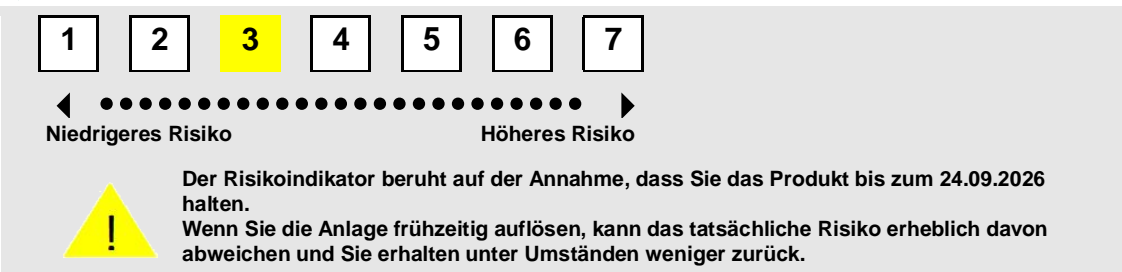 1 2 3 4 5 6 7
Niedrigeres Risiko Höheres Risiko
Der Risikoindikator beruht auf der Annahme, dass Sie das Produkt bis zum 24.09.2026
halten.
Wenn Sie die Anlage frühzeitig auflösen, kann das tatsächliche Risiko erheblich davon
! abweichen und Sie erhalten unter Umständen weniger zurück.